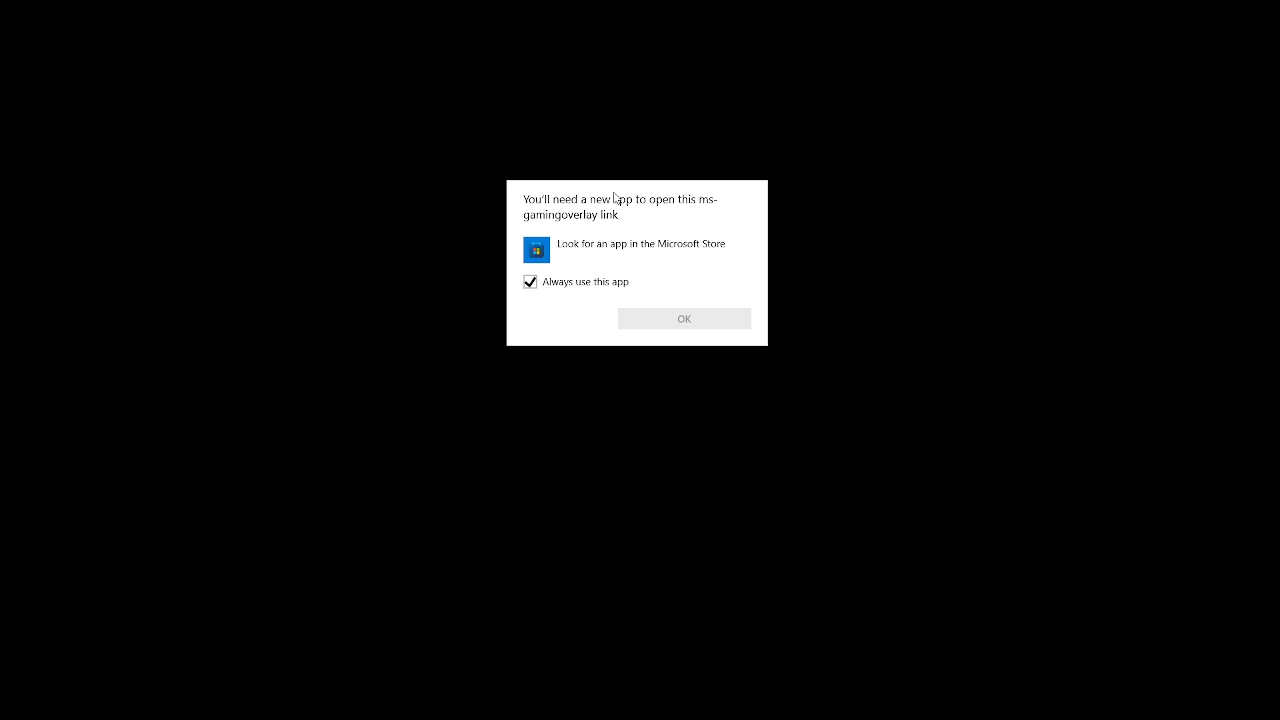 You'll need a new app to open this ms-
gamingoverlay link
Look for an app in the Microsoft Store
Always use this app
OK